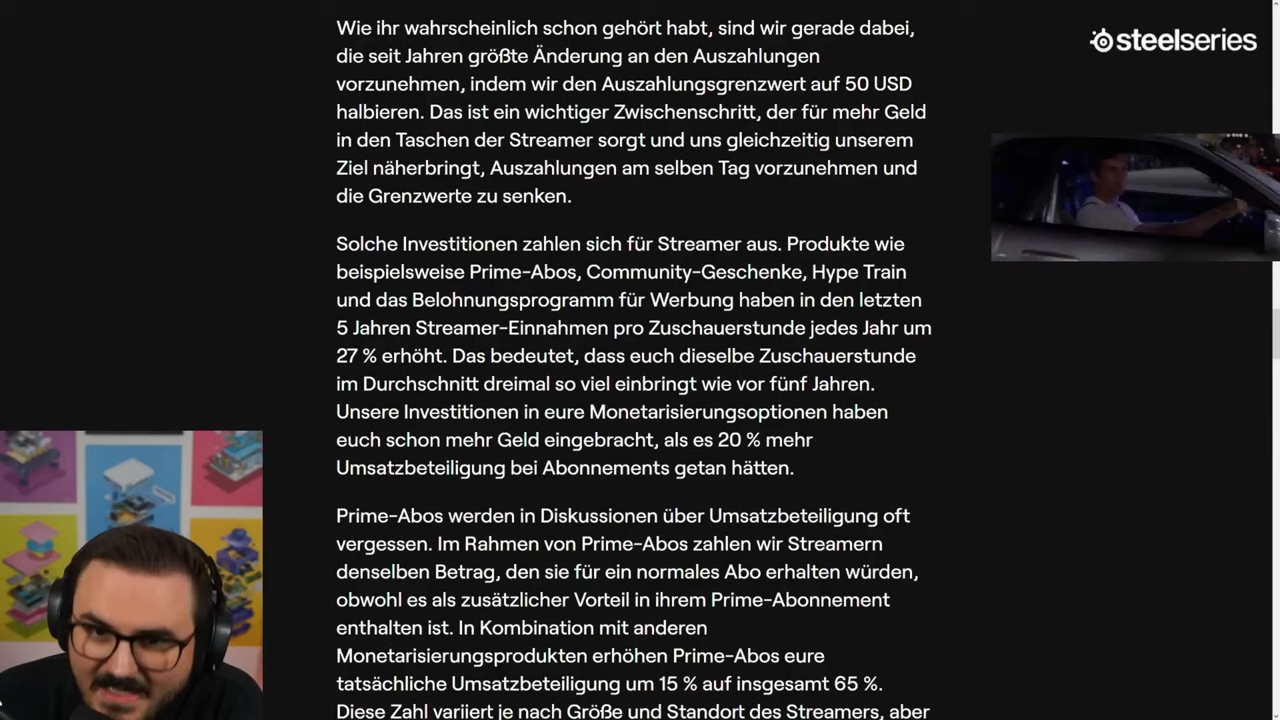 Wie ihr wahrscheinlich schon gehört habt, sind wir gerade dabei,
die seit Jahren größte Änderung an den Auszahlungen
vorzunehmen, indem wir den Auszahlungsgrenzwert auf 50 USD
halbieren. Das ist ein wichtiger Zwischenschritt, der für mehr Geld
in den Taschen der Streamer sorgt und uns gleichzeitig unserem
Ziel näherbringt, Auszahlungen am selben Tag vorzunehmen und
die Grenzwerte zu senken.
steelseries
Solche Investitionen zahlen sich für Streamer aus. Produkte wie
beispielsweise Prime-Abos, Community-Geschenke, Hype Train
und das Belohnungsprogramm für Werbung haben in den letzten
5 Jahren Streamer-Einnahmen pro Zuschauerstunde jedes Jahr um
27 % erhöht. Das bedeutet, dass euch dieselbe Zuschauerstunde
im Durchschnitt dreimal so viel einbringt wie vor fünf Jahren.
Unsere Investitionen in eure Monetarisierungsoptionen haben
euch schon mehr Geld eingebracht, als es 20 % mehr
Umsatzbeteiligung bei Abonnements getan hätten.
Prime-Abos werden in Diskussionen über Umsatzbeteiligung oft
vergessen. Im Rahmen von Prime-Abos zahlen wir Streamern
denselben Betrag, den sie für ein normales Abo erhalten würden,
obwohl es als zusätzlicher Vorteil in ihrem Prime-Abonnement
enthalten ist. In Kombination mit anderen
Monetarisierungsprodukten erhöhen Prime-Abos eure
tatsächliche Umsatzbeteiligung um 15 % auf insgesamt 65 %.
Diese Zahl variiert je nach Größe und Standort des Streamers, aber